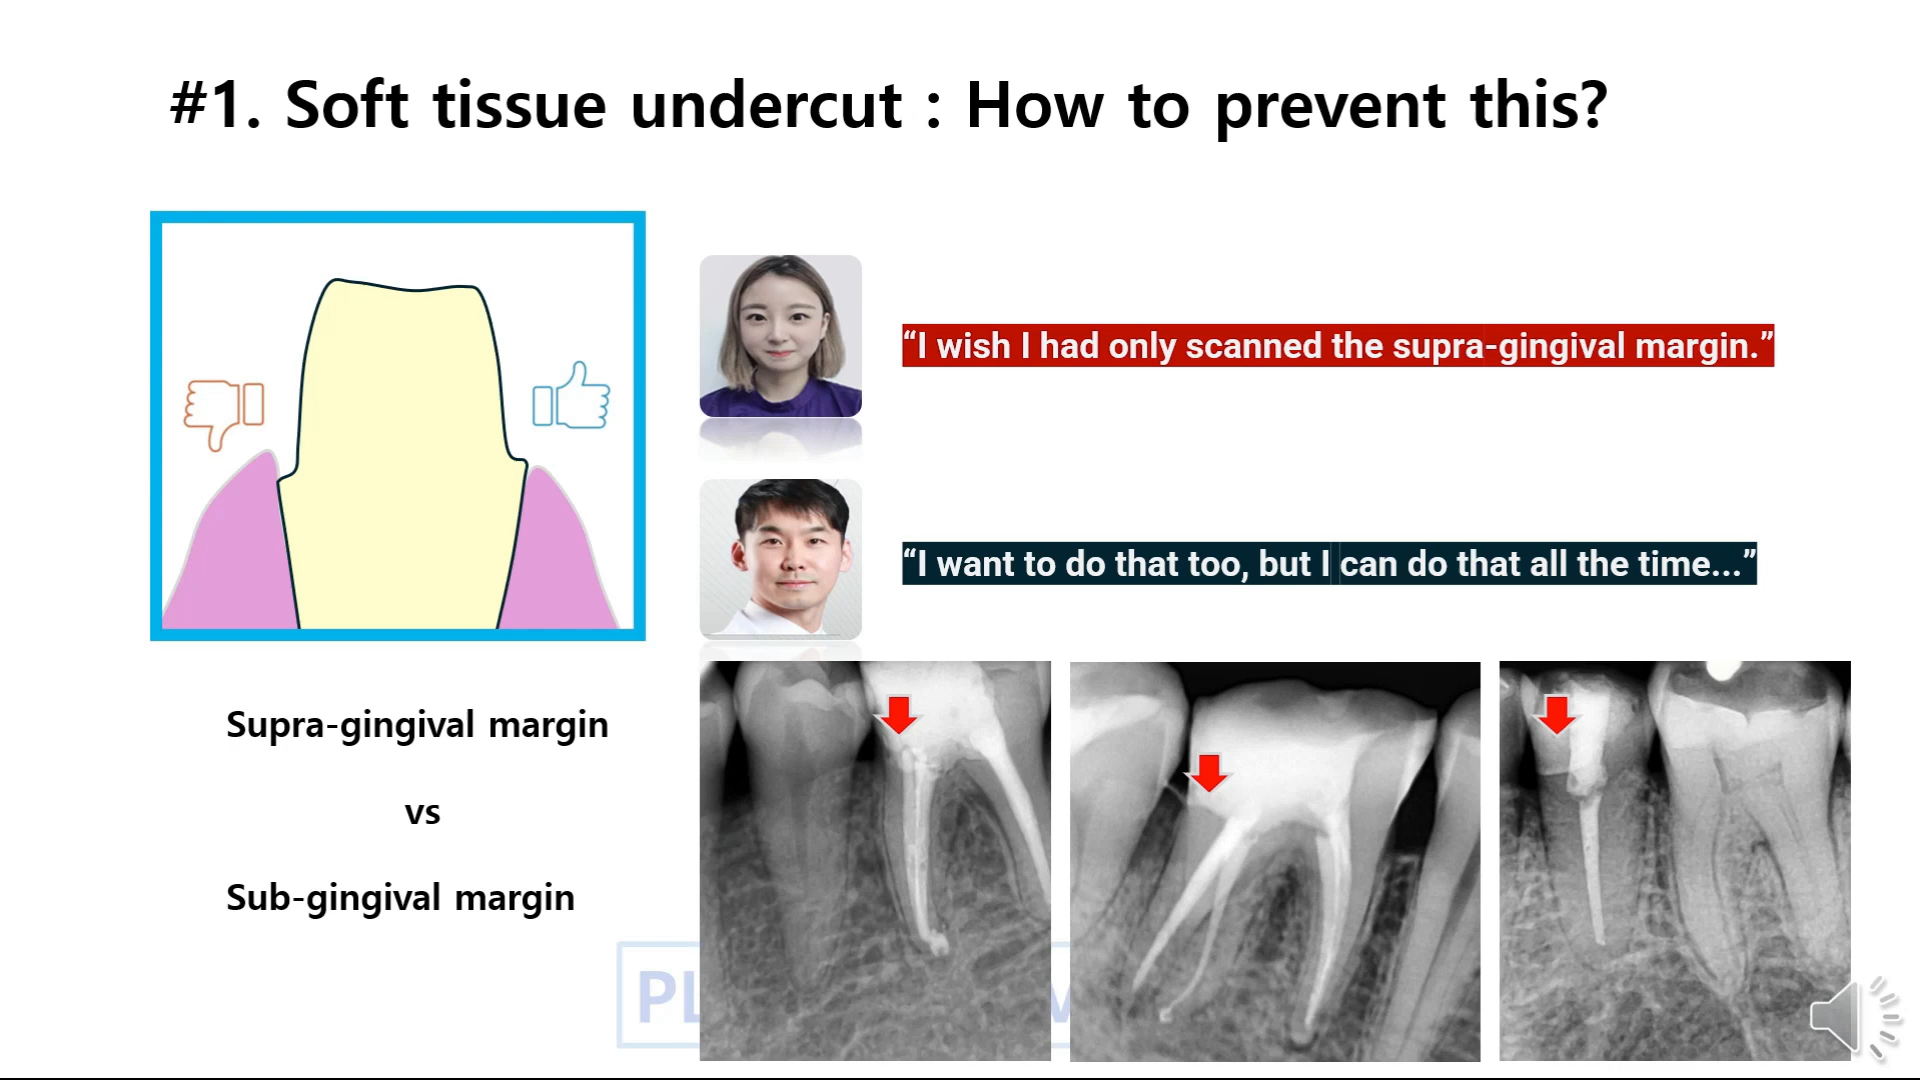 #1. Soft tissue undercut : How to prevent this?
“I wish I had only scanned the supra-gingival margin.”
“I want to do that too, but I can do that all the time...”
Supra-gingival margin
vs
Sub-gingival margin